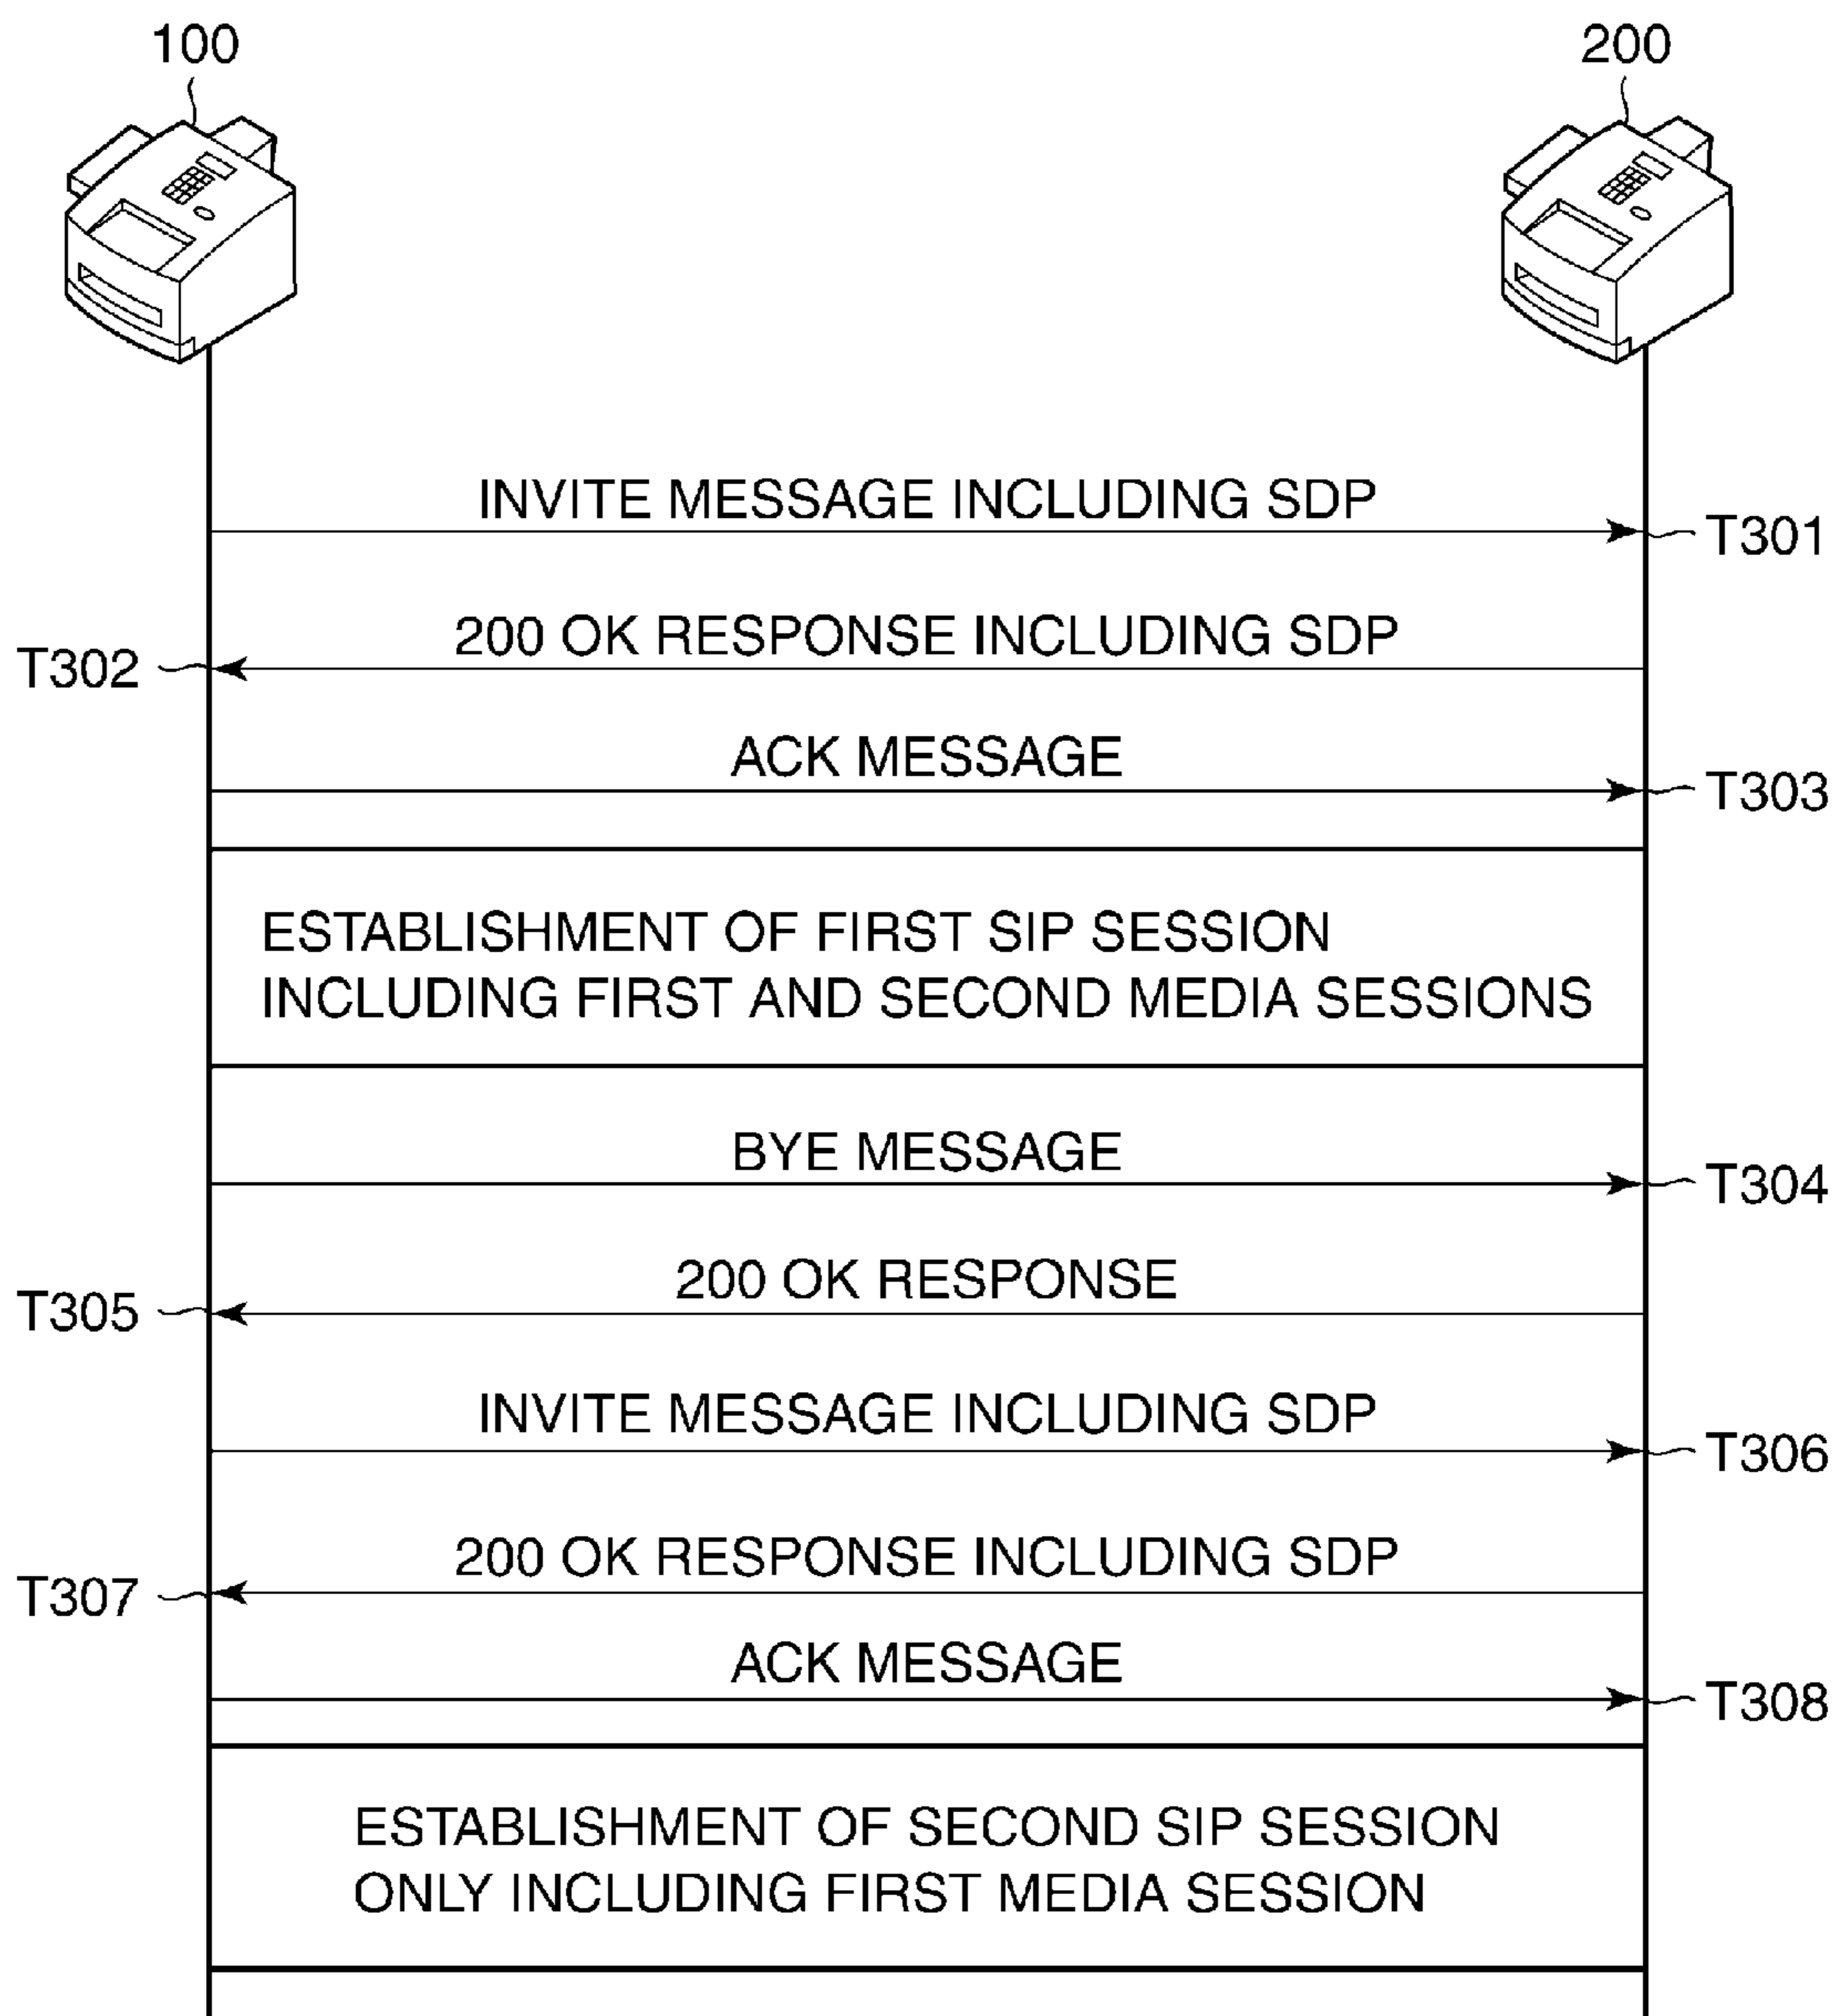 100
200
INVITE MESSAGE INCLUDING SDP
T301
200 OK RESPONSE INCLUDING SDP
T302
ACK MESSAGE
T303
ESTABLISHMENT OF FIRST SIP SESSION
INCLUDING FIRST AND SECOND MEDIA SESSIONS
BYE MESSAGE
T304
200 OK RESPONSE
T305
INVITE MESSAGE INCLUDING SDP
T306
200 OK RESPONSE INCLUDING SDP
T307
ACK MESSAGE
T308
ESTABLISHMENT OF SECOND SIP SESSION
ONLY INCLUDING FIRST MEDIA SESSION